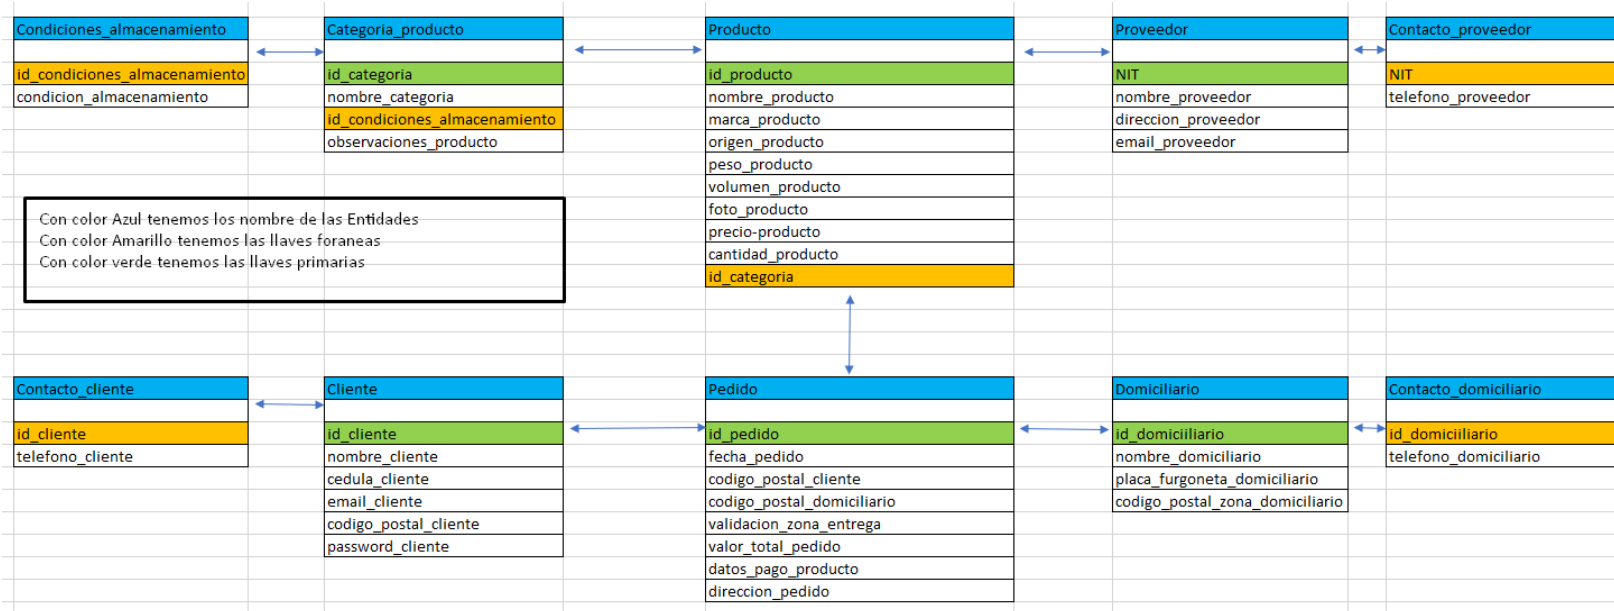 Condiciones_almacenamiento
id_condiciones_almacenamiento
condicion_almacenamiento
Categoria_producto
id_categoria
nombre_categoria
id_condiciones_almacenamiento
observaciones_producto
Producto
id_producto
nombre_producto
marca_producto
origen_producto
peso_producto
volumen_producto
foto_producto
precio-producto
cantidad_producto
id_categoria
Proveedor
NIT
nombre_proveedor
direccion_proveedor
email_proveedor
Contacto_proveedor
NIT
telefono_proveedor
Con color Azul tenemos los nombre de las Entidades
Con color Amarillo tenemos las llaves foraneas
Con color verde tenemos las llaves primarias
Contacto_cliente
id_cliente
telefono_cliente
Cliente
id_cliente
nombre_cliente
cedula_cliente
email_cliente
codigo_postal_cliente
password_cliente
Pedido
id_pedido
fecha_pedido
codigo_postal_cliente
codigo_postal_domiciliario
validacion_zona_entrega
valor_total_pedido
datos_pago_producto
direccion_pedido
Domiciliario
id_domiciiliario
nombre_domiciliario
placa_furgoneta_domiciliario
codigo_postal_zona_domiciliario
Contacto_domiciliario
id_domiciiliario
telefono_domiciliario